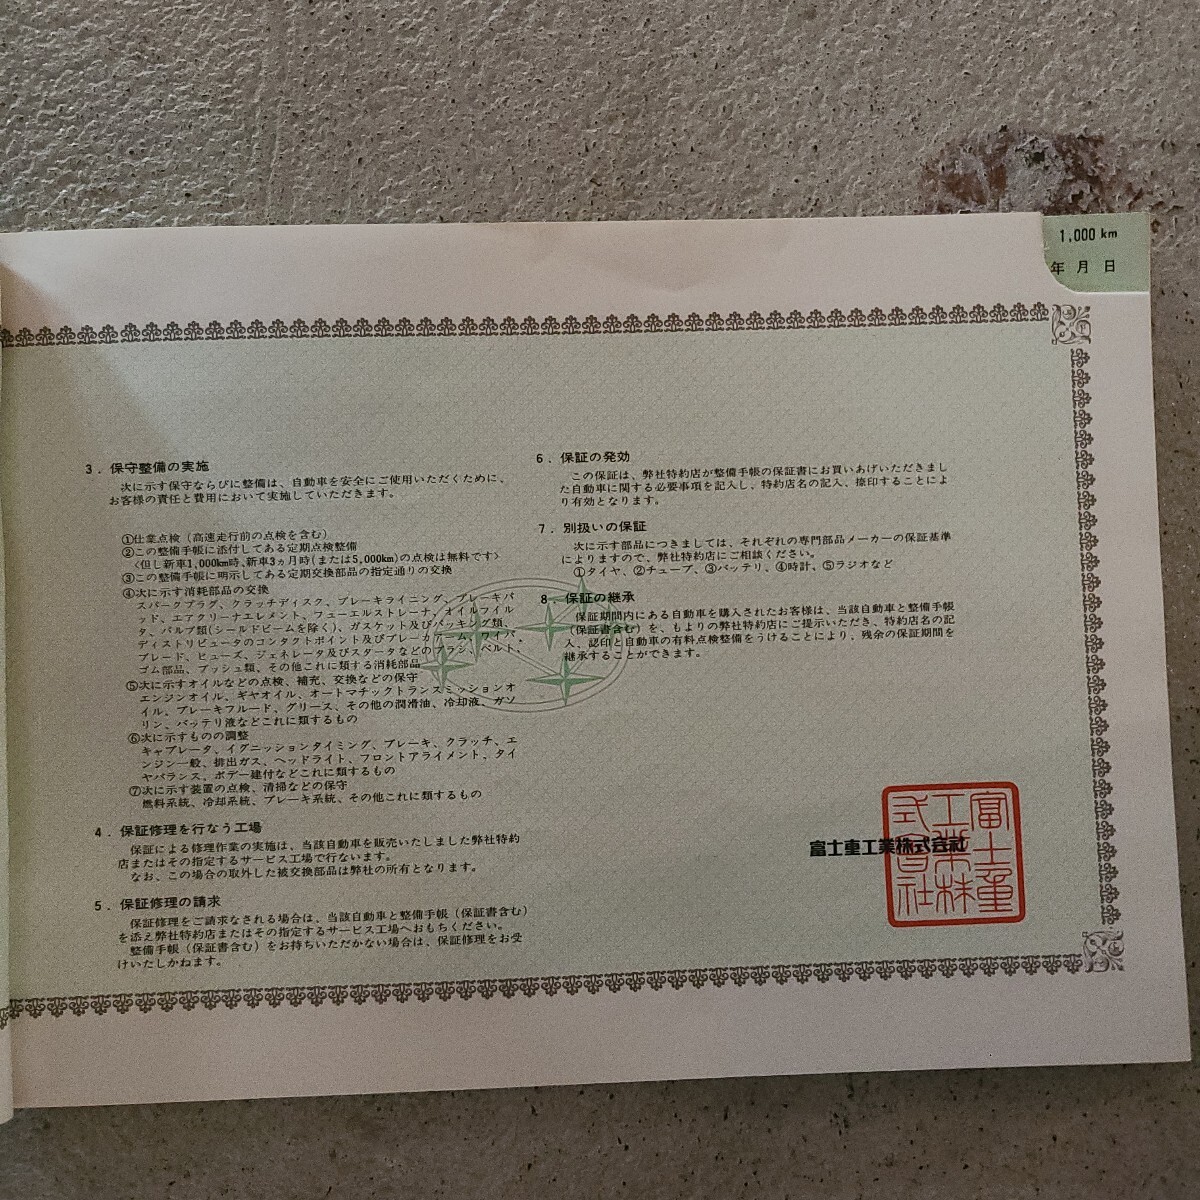 1,000 km
年 月 日
3. 保守整備の実施
次に示す保守ならびに整備は、自動車を安全にご使用いただくために、
お客様の責任と費用において実施していただきます。
①仕業点検（高速走行前の点検を含む）
②この整備手帳に添付してある定期点検整備
<但し新車1,000km時、新車3ヵ月時(または5,000km)の点検は無料です>
③この整備手帳に明示してある定期交換部品の指定通りの交換
④次に示す消耗部品の交換
スパークプラグ、クラッチディスク、ブレーキライニング、ブレーキパ
ッド、エアクリーナエレメント、フューエルストレーナ、オイルフイル
タ、バルブ類(シールドビームを除く)、ガスケット及びパッキング類、
ディストリビュータのコンタクトポイント及びブレーカアーム、ワイパ
ブレード、ヒューズ、ジェネレータ及びスタータなどのブラシ、ベルト、
ゴム部品、ブッシュ類、その他これに類する消耗部品
⑤次に示すオイルなどの点検、補充、交換などの保守
エンジンオイル、ギヤオイル、オートマチックトランスミッションオ
イル、ブレーキフルード、グリース、その他の潤滑油、冷却液、ガソ
リン、バッテリ液などこれに類するもの
⑥次に示すものの調整
キャブレータ、イグニッションタイミング、ブレーキ、クラッチ、エ
ンジン一般、排出ガス、ヘッドライト、フロントアライメント、タイ
ヤバランス、ボデー建付などこれに類するもの
⑦次に示す装置の点検、清掃などの保守
燃料系統、冷却系統、ブレーキ系統、その他これに類するもの
4. 保証修理を行なう工場
保証による修理作業の実施は、当該自動車を販売いたしました弊社特約
店またはその指定するサービス工場で行ないます。
なお、この場合の取外した被交換部品は弊社の所有となります。
5. 保証修理の請求
保証修理をご請求なされる場合は、当該自動車と整備手帳（保証書含む）
を添え弊社特約店またはその指定するサービス工場へおもちください。
整備手帳（保証書含む）をお持ちいただかない場合は、保証修理をお受
けいたしかねます。
6. 保証の発効
この保証は、弊社特約店が整備手帳の保証書にお買いあげいただきまし
た自動車に関する必要事項を記入し、特約店名の記入、捺印することによ
り有効となります。
7. 別扱いの保証
次に示す部品につきましては、それぞれの専門部品メーカーの保証基準
によりますので、弊社特約店にご相談ください。
①タイヤ、②チューブ、③バッテリ、④時計、⑤ラジオなど
8. 保証の継承
保証期間内にある自動車を購入されたお客様は、当該自動車と整備手帳
（保証書含む）を、もよりの弊社特約店にご提示いただき、特約店名の記
入、認印と自動車の有料点検整備をうけることにより、残余の保証期間を
継承することができます。
富士重工業株式会社
富士重
工業株
式会社